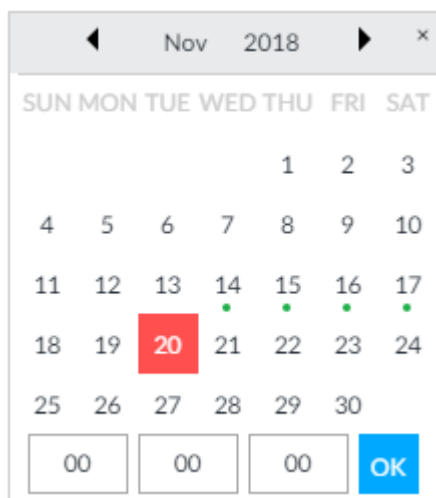 Nov 2018 ×
SUN MON TUE WED THU FRI SAT
1 2 3
4 5 6 7 8 9 10
11 12 13 14 15 16 17
18 19 20 21 22 23 24
25 26 27 28 29 30
00 00 00 OK